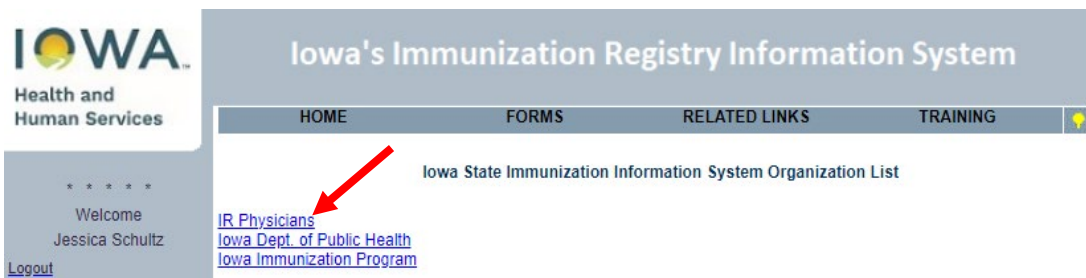 IOWA™
Health and
Human Services
Iowa's Immunization Registry Information System
HOME FORMS RELATED LINKS TRAINING
Iowa State Immunization Information System Organization List
* * * * *
Welcome
Jessica Schultz
Logout
IR Physicians
Iowa Dept. of Public Health
Iowa Immunization Program